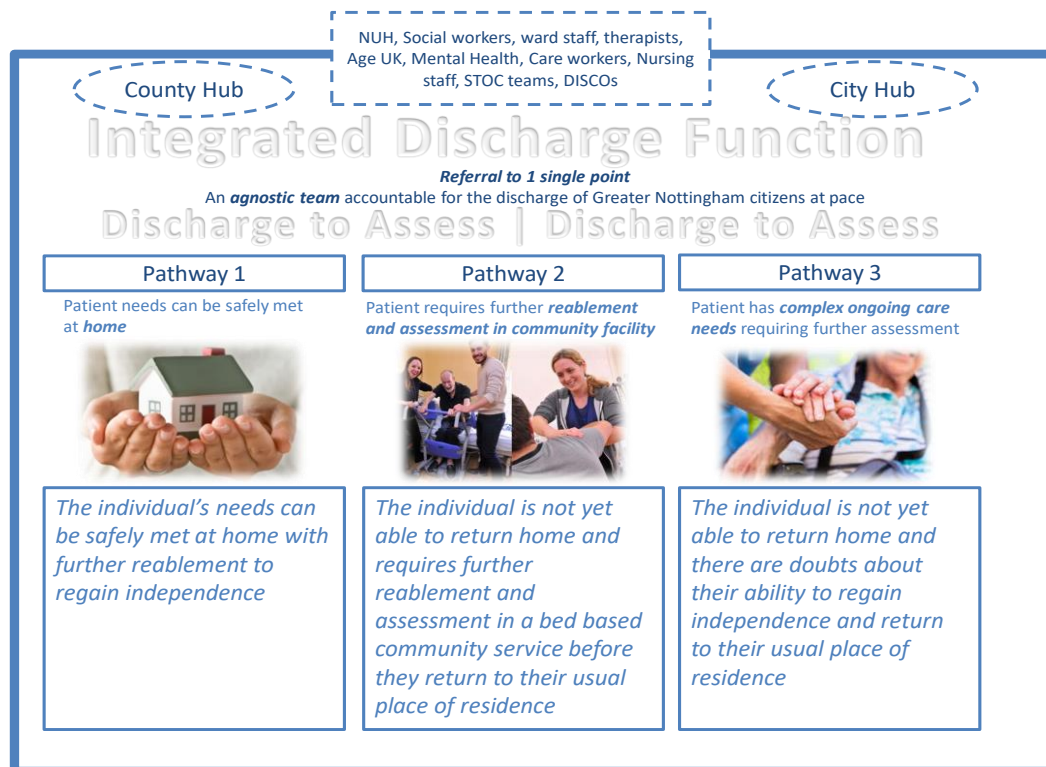 NUH, Social workers, ward staff, therapists,
Age UK, Mental Health, Care workers, Nursing
staff, STOC teams, DISCOs
County Hub
City Hub
Integrated Discharge Function
Referral to 1 single point
An agnostic team accountable for the discharge of Greater Nottingham citizens at pace
Discharge to Assess | Discharge to Assess
Pathway 1
Patient needs can be safely met
at home
The individual’s needs can
be safely met at home with
further reablement to
regain independence
Pathway 2
Patient requires further reablement
and assessment in community facility
The individual is not yet
able to return home and
requires further
reablement and
assessment in a bed based
community service before
they return to their usual
place of residence
Pathway 3
Patient has complex ongoing care
needs requiring further assessment
The individual is not yet
able to return home and
there are doubts about
their ability to regain
independence and return
to their usual place of
residence